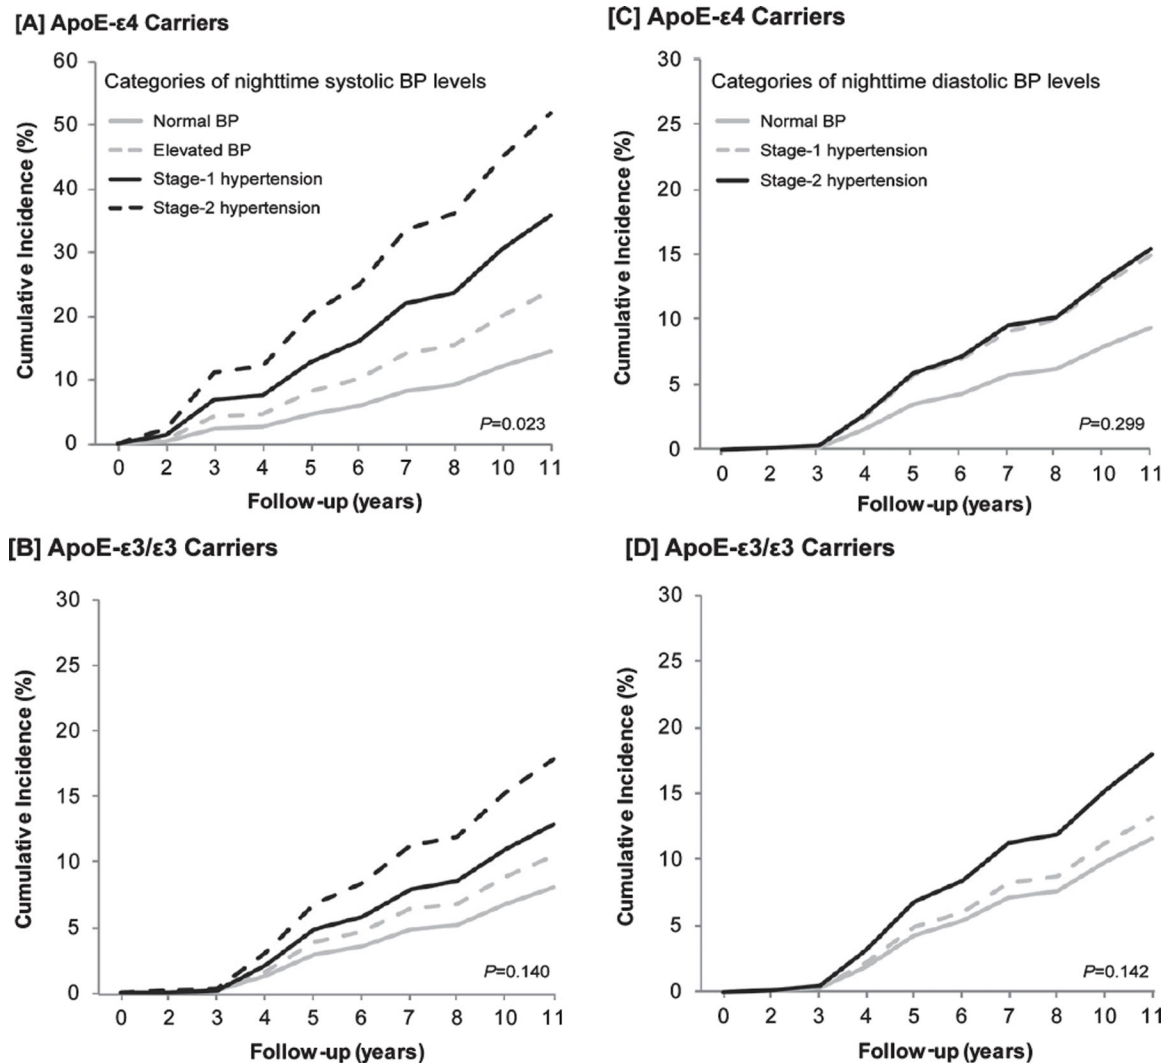 [A] ApoE-ε4 Carriers
Cumulative Incidence (%)
60
50
40
30
20
10
0
Categories of nighttime systolic BP levels
Normal BP
Elevated BP
Stage-1 hypertension
Stage-2 hypertension
P=0.023
0 2 3 4 5 6 7 8 10 11
Follow-up (years)
[C] ApoE-ε4 Carriers
Cumulative Incidence (%)
30
25
20
15
10
5
0
Categories of nighttime diastolic BP levels
Normal BP
Stage-1 hypertension
Stage-2 hypertension
P=0.299
0 2 3 4 5 6 7 8 10 11
Follow-up (years)
[B] ApoE-ε3/ε3 Carriers
Cumulative Incidence (%)
30
25
20
15
10
5
0
P=0.140
0 2 3 4 5 6 7 8 10 11
Follow-up (years)
[D] ApoE-ε3/ε3 Carriers
Cumulative Incidence (%)
30
25
20
15
10
5
0
P=0.142
0 2 3 4 5 6 7 8 10 11
Follow-up (years)